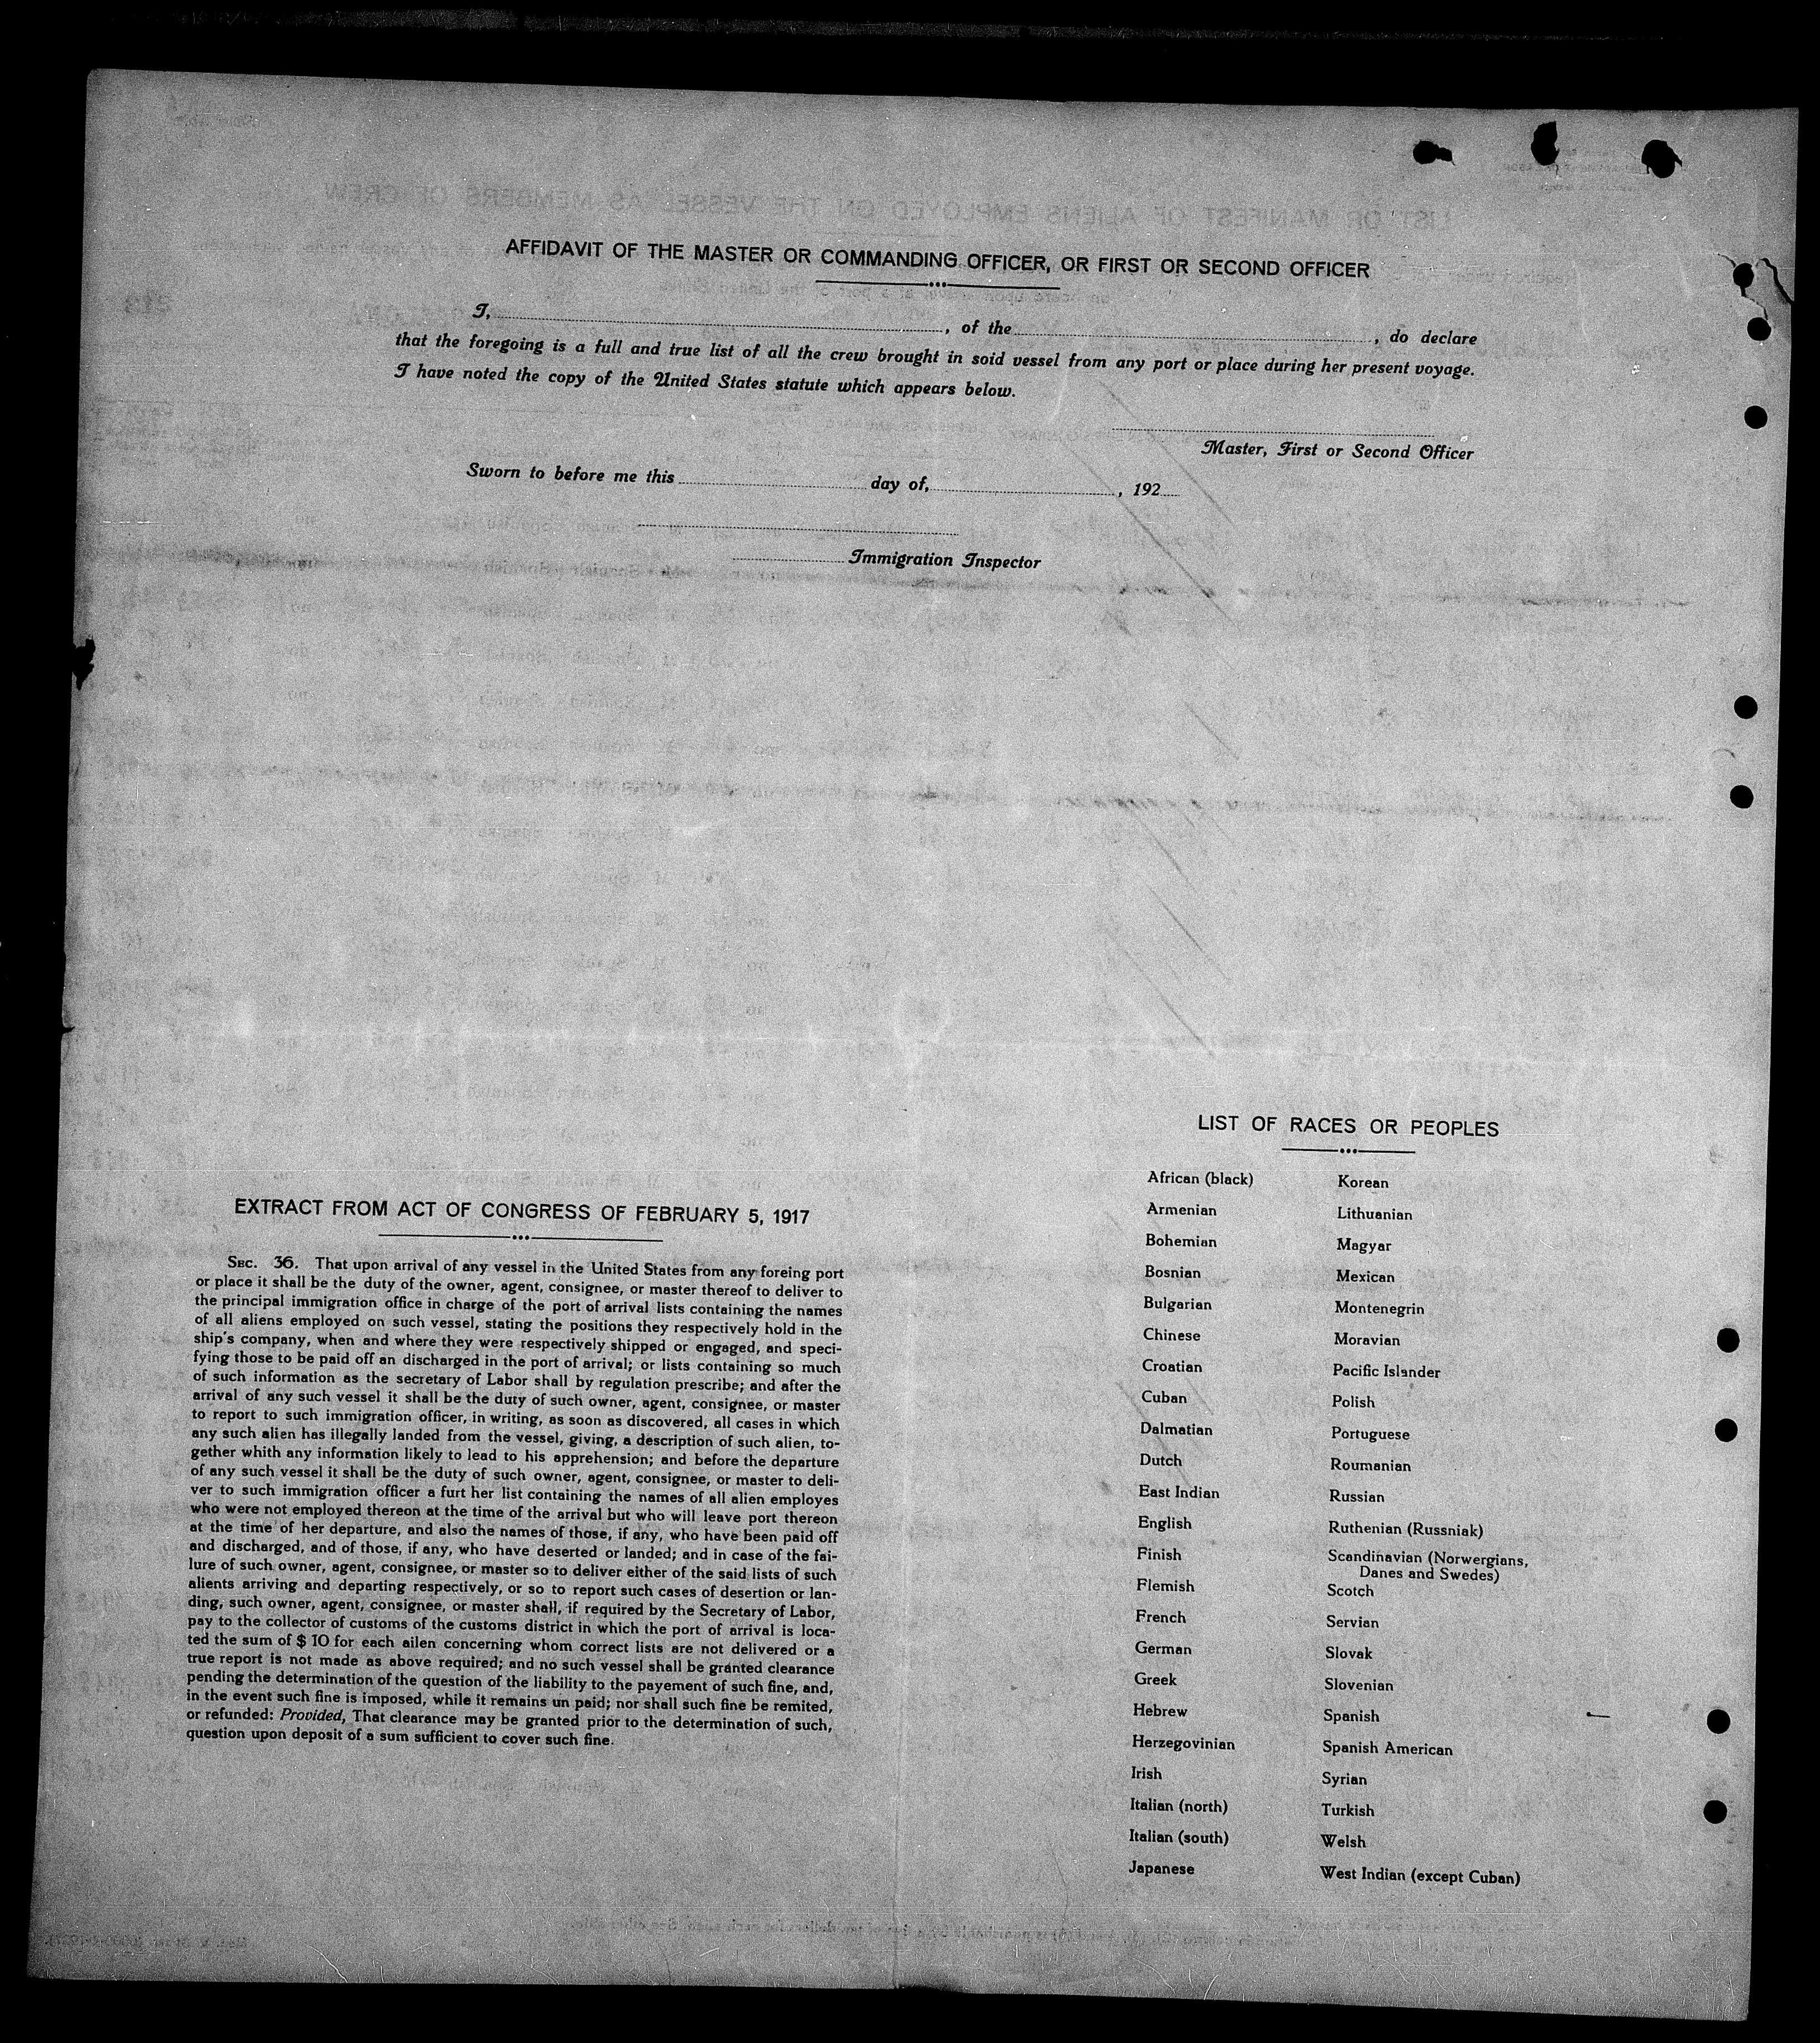 AFFIDAVIT OF THE MASTER OR COMMANDING OFFICER, OR FIRST OR SECOND OFFICER
I, , of the , do declare
that the foregoing is a full and true list of all the crew brought in soid vessel from any port or place during her present voyage.
I have noted the copy of the United States statute which appears below.
Master, First or Second Officer
Sworn to before me this day of, , 192
Immigration Inspector
EXTRACT FROM ACT OF CONGRESS OF FEBRUARY 5, 1917
SEC. 36. That upon arrival of any vessel in the United States from any foreing port
or place it shall be the duty of the owner, agent, consignee, or master thereof to deliver to
the principal immigration office in charge of the port of arrival lists containing the names
of all aliens employed on such vessel, stating the positions they respectively hold in the
ship's company, when and where they were respectively shipped or engaged, and speci-
fying those to be paid off an discharged in the port of arrival; or lists containing so much
of such information as the secretary of Labor shall by regulation prescribe; and after the
arrival of any such vessel it shall be the duty of such owner, agent, consignee, or master
to report to such immigration officer, in writing, as soon as discovered, all cases in which
any such alien has illegally landed from the vessel, giving, a description of such alien, to-
gether whith any information likely to lead to his apprehension; and before the departure
of any such vessel it shall be the duty of such owner, agent, consignee, or master to deli-
ver to such immigration officer a furt her list containing the names of all alien employes
who were not employed thereon at the time of the arrival but who will leave port thereon
at the time of her departure, and also the names of those, if any, who have been paid off
and discharged, and of those, if any, who have deserted or landed; and in case of the fai-
lure of such owner, agent, consignee, or master so to deliver either of the said lists of such
alients arriving and departing respectively, or so to report such cases of desertion or lan-
ding, such owner, agent, consignee, or master shall, if required by the Secretary of Labor,
pay to the collector of customs of the customs district in which the port of arrival is loca-
ted the sum of $ 10 for each ailen concerning whom correct lists are not delivered or a
true report is not made as above required; and no such vessel shall be granted clearance
pending the determination of the question of the liability to the payement of such fine, and,
in the event such fine is imposed, while it remains un paid; nor shall such fine be remited,
or refunded: Provided, That clearance may be granted prior to the determination of such,
question upon deposit of a sum sufficient to cover such fine.
LIST OF RACES OR PEOPLES
African (black)
Armenian
Bohemian
Bosnian
Bulgarian
Chinese
Croatian
Cuban
Dalmatian
Dutch
East Indian
English
Finish
Flemish
French
German
Greek
Hebrew
Herzegovinian
Irish
Italian (north)
Italian (south)
Japanese
Korean
Lithuanian
Magyar
Mexican
Montenegrin
Moravian
Pacific Islander
Polish
Portuguese
Roumanian
Russian
Ruthenian (Russniak)
Scandinavian (Norwergians,
Danes and Swedes)
Scotch
Servian
Slovak
Slovenian
Spanish
Spanish American
Syrian
Turkish
Welsh
West Indian (except Cuban)